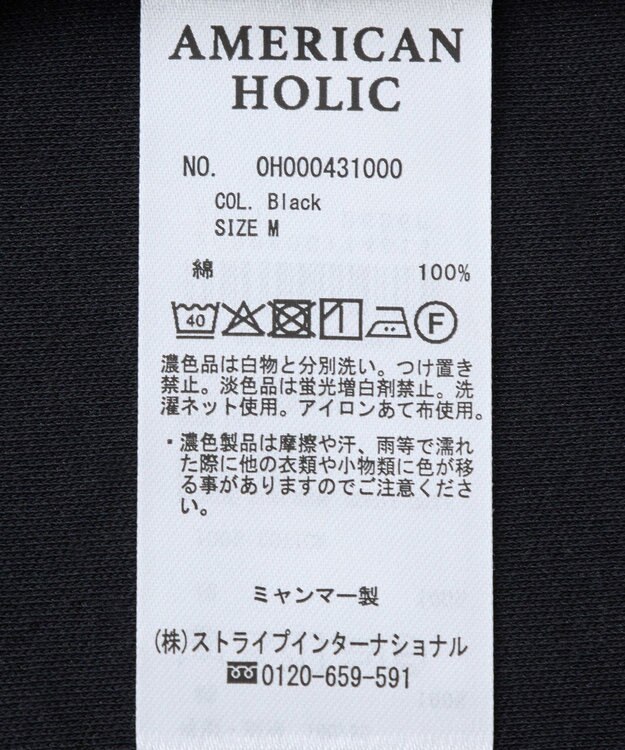 AMERICAN
HOLIC
NO. 0H000431000
COL. Black
SIZE M
綿 100%
40 F
濃色品は白物と分別洗い。つけ置き
禁止。淡色品は蛍光増白剤禁止。洗
濯ネット使用。アイロンあて布使用。
・濃色製品は摩擦や汗、雨等で濡れ
た際に他の衣類や小物類に色が移
る事がありますのでご注意くださ
い。
ミャンマー製
(株)ストライプインターナショナル
0120-659-591